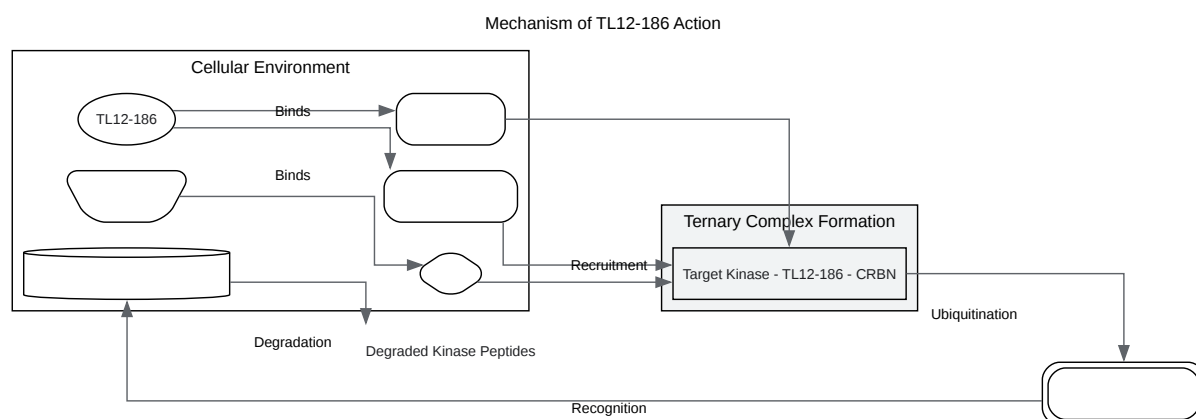 Mechanism of TL12-186 Action
Cellular Environment
TL12-186
Binds
Binds
Ternary Complex Formation
Recruitment
Target Kinase - TL12-186 - CRBN
Ubiquitination
Degradation
Degraded Kinase Peptides
Recognition